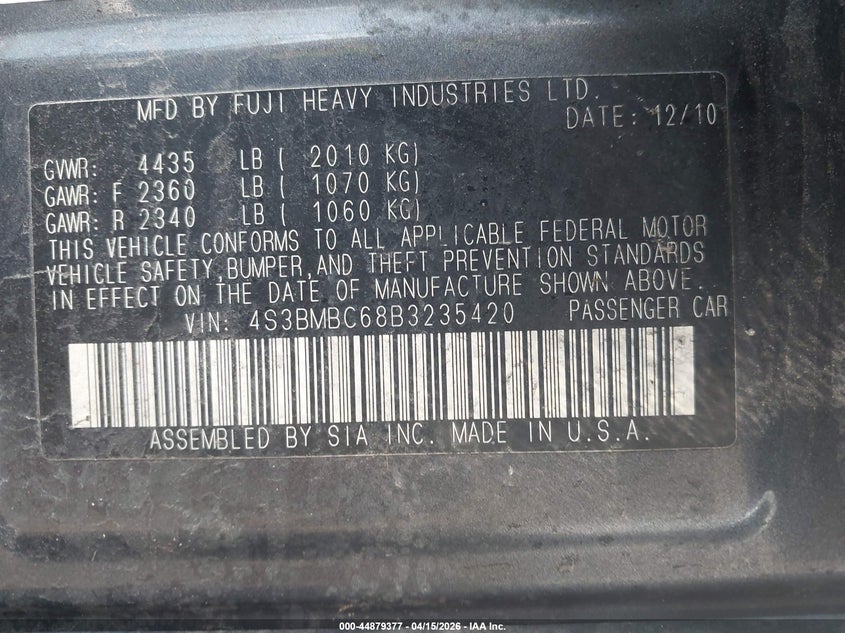 MFD BY FUJI HEAVY INDUSTRIES LTD.
DATE: 12/10
GVWR: 4435 LB ( 2010 KG)
GAWR: F 2360 LB ( 1070 KG)
GAWR: R 2340 LB ( 1060 KG)
THIS VEHICLE CONFORMS TO ALL APPLICABLE FEDERAL MOTOR
VEHICLE SAFETY,BUMPER,AND THEFT PREVENTION STANDARDS
IN EFFECT ON THE DATE OF MANUFACTURE SHOWN ABOVE.
VIN: 4S3BMBC68B3235420 PASSENGER CAR
ASSEMBLED BY SIA INC. MADE IN U.S.A.
000-44879377 - 04/15/2026 - IAA Inc.